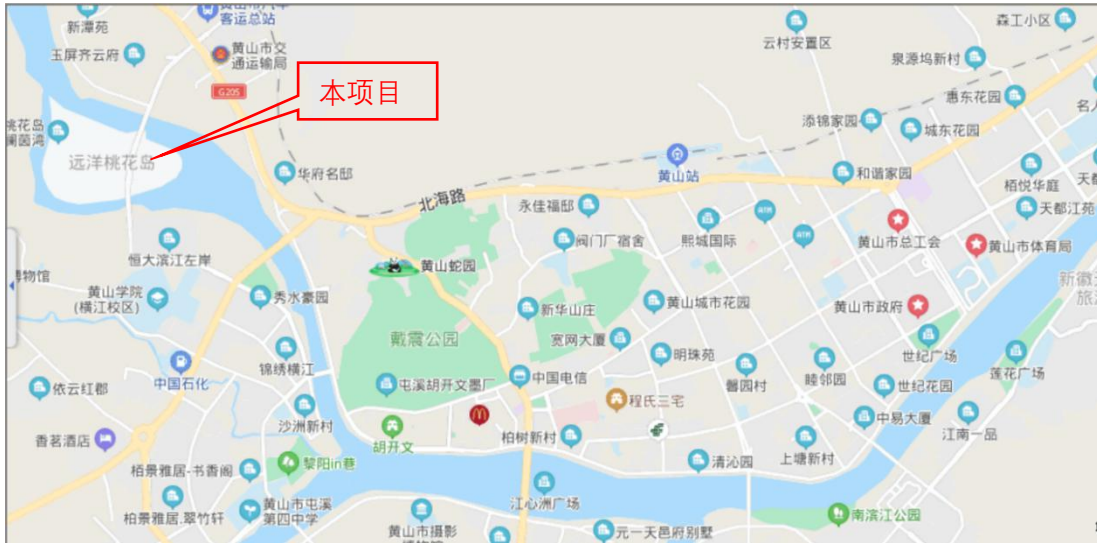 新潭苑
客运总站
玉屏齐云府
黄山市交
通运输局
G205
本项目
桃花岛
澜茵湾
远洋桃花岛
华府名邸
北海路
黄山站
永佳福邸
阀门厂宿舍
熙城国际
ATM
ATM
云村安置区
森工小区
泉源坞新村
惠东花园
名人
添锦家园
城东花园
和谐家园
栢悦华庭
天都
天都江苑
黄山市总工会
黄山市体育局
恒大滨江左岸
博物馆
黄山学院
(横江校区)
秀水豪园
黄山蛇园
戴震公园
新华山庄
黄山城市花园
黄山市政府
宽网大厦
明珠苑
世纪广场
莲花广场
锦绣横江
中国石化
依云红郡
屯溪胡开文墨厂
中国电信
馨园村
睦邻园
世纪花园
程氏三宅
中易大厦
江南一品
香茗酒店
沙洲新村
胡开文
柏树新村
清沁园
上塘新村
栢景雅居-书香阁
黎阳in巷
柏景雅居.翠竹轩
黄山市屯溪
第四中学
江心洲广场
黄山市摄影
元一天邑府别墅
南滨江公园